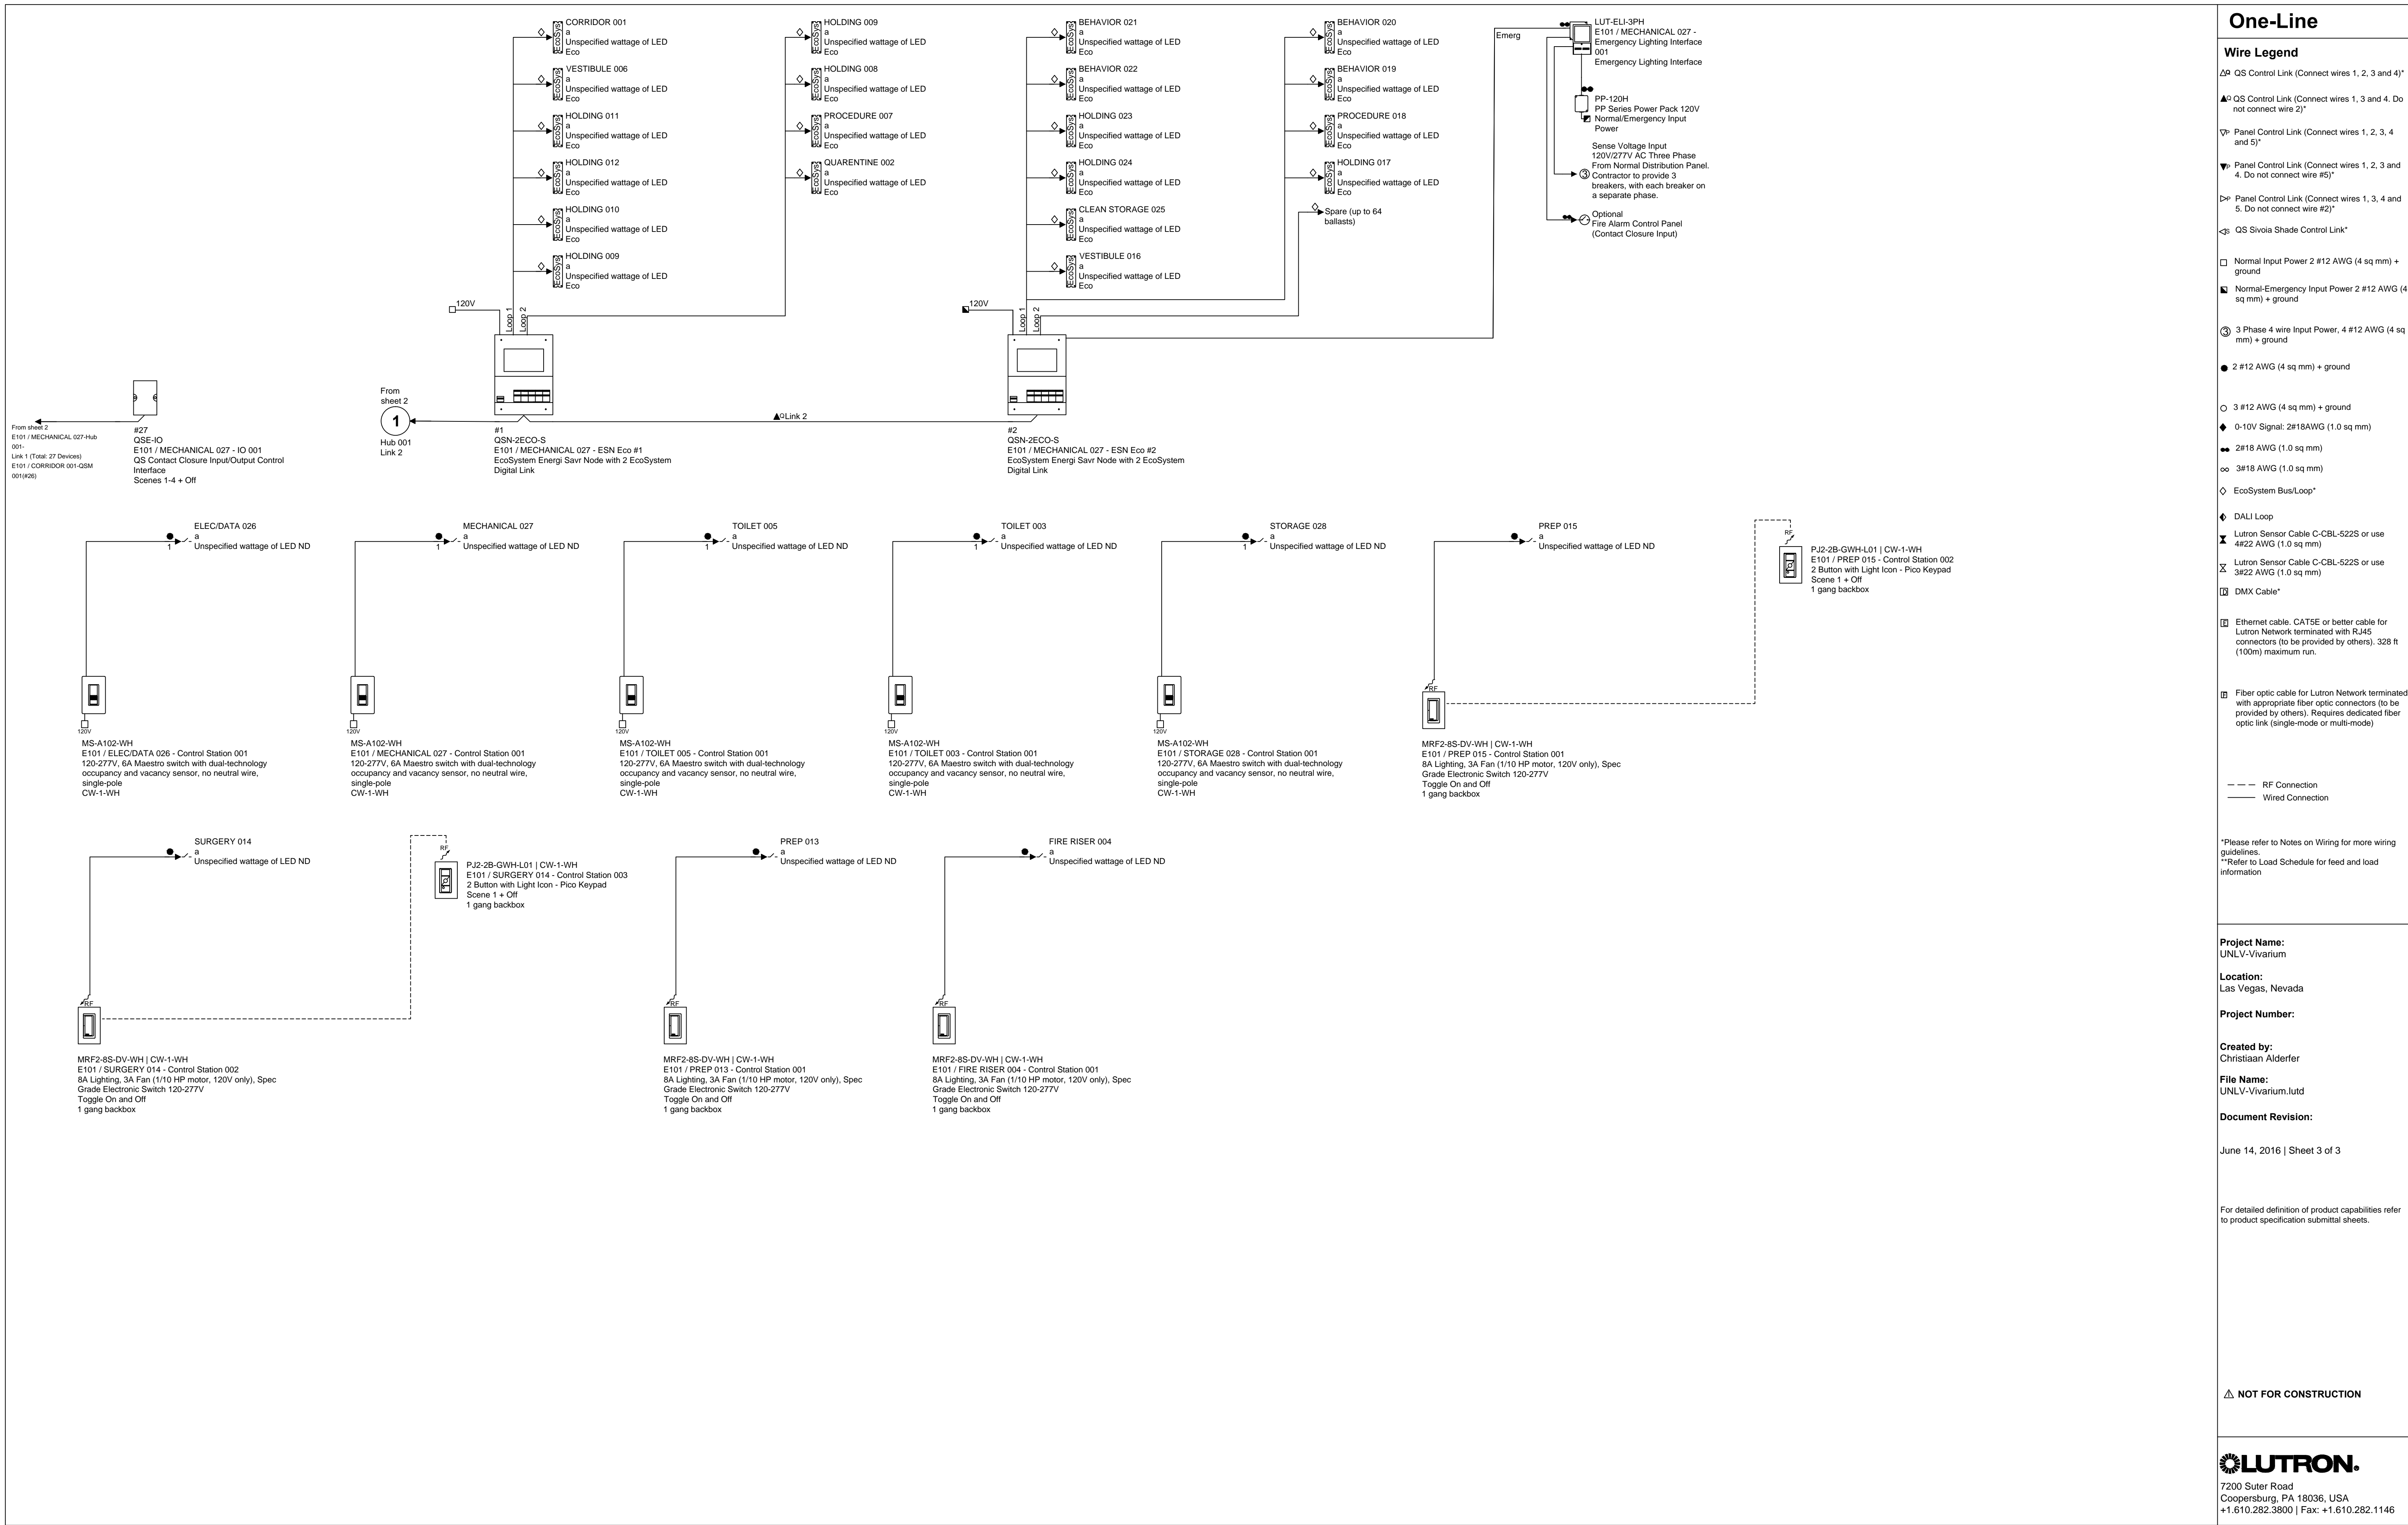 CORRIDOR 001
a
Unspecified wattage of LED
Eco
VESTIBULE 006
a
Unspecified wattage of LED
Eco
HOLDING 011
a
Unspecified wattage of LED
Eco
HOLDING 012
a
Unspecified wattage of LED
Eco
HOLDING 010
a
Unspecified wattage of LED
Eco
HOLDING 009
a
Unspecified wattage of LED
Eco
EcoSys
EcoSys
EcoSys
EcoSys
EcoSys
EcoSys
HOLDING 009
a
Unspecified wattage of LED
Eco
HOLDING 008
a
Unspecified wattage of LED
Eco
PROCEDURE 007
a
Unspecified wattage of LED
Eco
QUARENTINE 002
a
Unspecified wattage of LED
Eco
EcoSys
EcoSys
EcoSys
EcoSys
BEHAVIOR 021
a
Unspecified wattage of LED
Eco
BEHAVIOR 022
a
Unspecified wattage of LED
Eco
HOLDING 023
a
Unspecified wattage of LED
Eco
HOLDING 024
a
Unspecified wattage of LED
Eco
CLEAN STORAGE 025
a
Unspecified wattage of LED
Eco
VESTIBULE 016
a
Unspecified wattage of LED
Eco
EcoSys
EcoSys
EcoSys
EcoSys
EcoSys
EcoSys
BEHAVIOR 020
a
Unspecified wattage of LED
Eco
BEHAVIOR 019
a
Unspecified wattage of LED
Eco
PROCEDURE 018
a
Unspecified wattage of LED
Eco
HOLDING 017
a
Unspecified wattage of LED
Eco
EcoSys
EcoSys
EcoSys
EcoSys
Spare (up to 64
ballasts)
Emerg
LUT-ELI-3PH
E101 / MECHANICAL 027 -
Emergency Lighting Interface
001
Emergency Lighting Interface
PP-120H
PP Series Power Pack 120V
Normal/Emergency Input
Power
Sense Voltage Input
120V/277V AC Three Phase
From Normal Distribution Panel.
3 Contractor to provide 3
breakers, with each breaker on
a separate phase.
Optional
Fire Alarm Control Panel
(Contact Closure Input)
120V
Loop 1
Loop 2
120V
Loop 1
Loop 2
From
sheet 2
1
Hub 001
Link 2
Q Link 2
From sheet 2
E101 / MECHANICAL 027-Hub
001-
Link 1 (Total: 27 Devices)
E101 / CORRIDOR 001-QSM
001(#26)
#27
QSE-IO
E101 / MECHANICAL 027 - IO 001
QS Contact Closure Input/Output Control
Interface
Scenes 1-4 + Off
#1
QSN-2ECO-S
E101 / MECHANICAL 027 - ESN Eco #1
EcoSystem Energi Savr Node with 2 EcoSystem
Digital Link
#2
QSN-2ECO-S
E101 / MECHANICAL 027 - ESN Eco #2
EcoSystem Energi Savr Node with 2 EcoSystem
Digital Link
ELEC/DATA 026
a
1 Unspecified wattage of LED ND
120V
MS-A102-WH
E101 / ELEC/DATA 026 - Control Station 001
120-277V, 6A Maestro switch with dual-technology
occupancy and vacancy sensor, no neutral wire,
single-pole
CW-1-WH
MECHANICAL 027
a
1 Unspecified wattage of LED ND
120V
MS-A102-WH
E101 / MECHANICAL 027 - Control Station 001
120-277V, 6A Maestro switch with dual-technology
occupancy and vacancy sensor, no neutral wire,
single-pole
CW-1-WH
TOILET 005
a
1 Unspecified wattage of LED ND
120V
MS-A102-WH
E101 / TOILET 005 - Control Station 001
120-277V, 6A Maestro switch with dual-technology
occupancy and vacancy sensor, no neutral wire,
single-pole
CW-1-WH
TOILET 003
a
1 Unspecified wattage of LED ND
120V
MS-A102-WH
E101 / TOILET 003 - Control Station 001
120-277V, 6A Maestro switch with dual-technology
occupancy and vacancy sensor, no neutral wire,
single-pole
CW-1-WH
STORAGE 028
a
1 Unspecified wattage of LED ND
120V
MS-A102-WH
E101 / STORAGE 028 - Control Station 001
120-277V, 6A Maestro switch with dual-technology
occupancy and vacancy sensor, no neutral wire,
single-pole
CW-1-WH
PREP 015
a
Unspecified wattage of LED ND
RF
MRF2-8S-DV-WH | CW-1-WH
E101 / PREP 015 - Control Station 001
8A Lighting, 3A Fan (1/10 HP motor, 120V only), Spec
Grade Electronic Switch 120-277V
Toggle On and Off
1 gang backbox
RF
PJ2-2B-GWH-L01 | CW-1-WH
E101 / PREP 015 - Control Station 002
2 Button with Light Icon - Pico Keypad
Scene 1 + Off
1 gang backbox
SURGERY 014
a
Unspecified wattage of LED ND
RF
MRF2-8S-DV-WH | CW-1-WH
E101 / SURGERY 014 - Control Station 002
8A Lighting, 3A Fan (1/10 HP motor, 120V only), Spec
Grade Electronic Switch 120-277V
Toggle On and Off
1 gang backbox
RF
PJ2-2B-GWH-L01 | CW-1-WH
E101 / SURGERY 014 - Control Station 003
2 Button with Light Icon - Pico Keypad
Scene 1 + Off
1 gang backbox
PREP 013
a
Unspecified wattage of LED ND
RF
MRF2-8S-DV-WH | CW-1-WH
E101 / PREP 013 - Control Station 001
8A Lighting, 3A Fan (1/10 HP motor, 120V only), Spec
Grade Electronic Switch 120-277V
Toggle On and Off
1 gang backbox
FIRE RISER 004
a
Unspecified wattage of LED ND
RF
MRF2-8S-DV-WH | CW-1-WH
E101 / FIRE RISER 004 - Control Station 001
8A Lighting, 3A Fan (1/10 HP motor, 120V only), Spec
Grade Electronic Switch 120-277V
Toggle On and Off
1 gang backbox
One-Line
Wire Legend
Q QS Control Link (Connect wires 1, 2, 3 and 4)*
Q QS Control Link (Connect wires 1, 3 and 4. Do
not connect wire 2)*
P Panel Control Link (Connect wires 1, 2, 3, 4
and 5)*
P Panel Control Link (Connect wires 1, 2, 3 and
4. Do not connect wire #5)*
P Panel Control Link (Connect wires 1, 3, 4 and
5. Do not connect wire #2)*
S QS Sivoia Shade Control Link*
Normal Input Power 2 #12 AWG (4 sq mm) +
ground
Normal-Emergency Input Power 2 #12 AWG (4
sq mm) + ground
3 3 Phase 4 wire Input Power, 4 #12 AWG (4 sq
mm) + ground
2 #12 AWG (4 sq mm) + ground
3 #12 AWG (4 sq mm) + ground
0-10V Signal: 2#18AWG (1.0 sq mm)
2#18 AWG (1.0 sq mm)
3#18 AWG (1.0 sq mm)
EcoSystem Bus/Loop*
DALI Loop
Lutron Sensor Cable C-CBL-522S or use
4#22 AWG (1.0 sq mm)
Lutron Sensor Cable C-CBL-522S or use
3#22 AWG (1.0 sq mm)
D DMX Cable*
E Ethernet cable. CAT5E or better cable for
Lutron Network terminated with RJ45
connectors (to be provided by others). 328 ft
(100m) maximum run.
F Fiber optic cable for Lutron Network terminated
with appropriate fiber optic connectors (to be
provided by others). Requires dedicated fiber
optic link (single-mode or multi-mode)
RF Connection
Wired Connection
*Please refer to Notes on Wiring for more wiring
guidelines.
**Refer to Load Schedule for feed and load
information
Project Name:
UNLV-Vivarium
Location:
Las Vegas, Nevada
Project Number:
Created by:
Christiaan Alderfer
File Name:
UNLV-Vivarium.lutd
Document Revision:
June 14, 2016 | Sheet 3 of 3
For detailed definition of product capabilities refer
to product specification submittal sheets.
NOT FOR CONSTRUCTION
LUTRON®
7200 Suter Road
Coopersburg, PA 18036, USA
+1.610.282.3800 | Fax: +1.610.282.1146